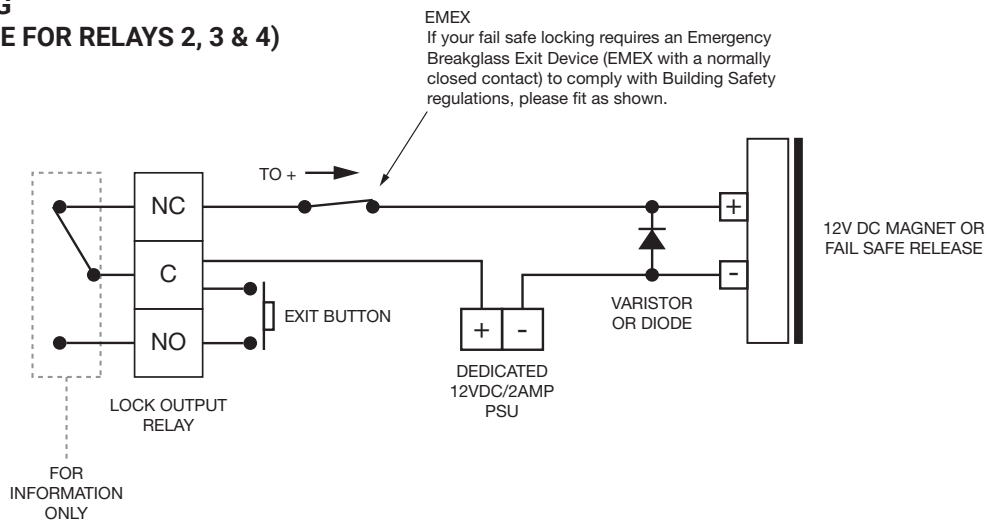 G
E FOR RELAYS 2, 3 & 4)
EMEX
If your fail safe locking requires an Emergency
Breakglass Exit Device (EMEX with a normally
closed contact) to comply with Building Safety
regulations, please fit as shown.
TO +
NC
C
NO
EXIT BUTTON
LOCK OUTPUT
RELAY
FOR
INFORMATION
ONLY
+ -
DEDICATED
12VDC/2AMP
PSU
VARISTOR
OR DIODE
+
-
12V DC MAGNET OR
FAIL SAFE RELEASE